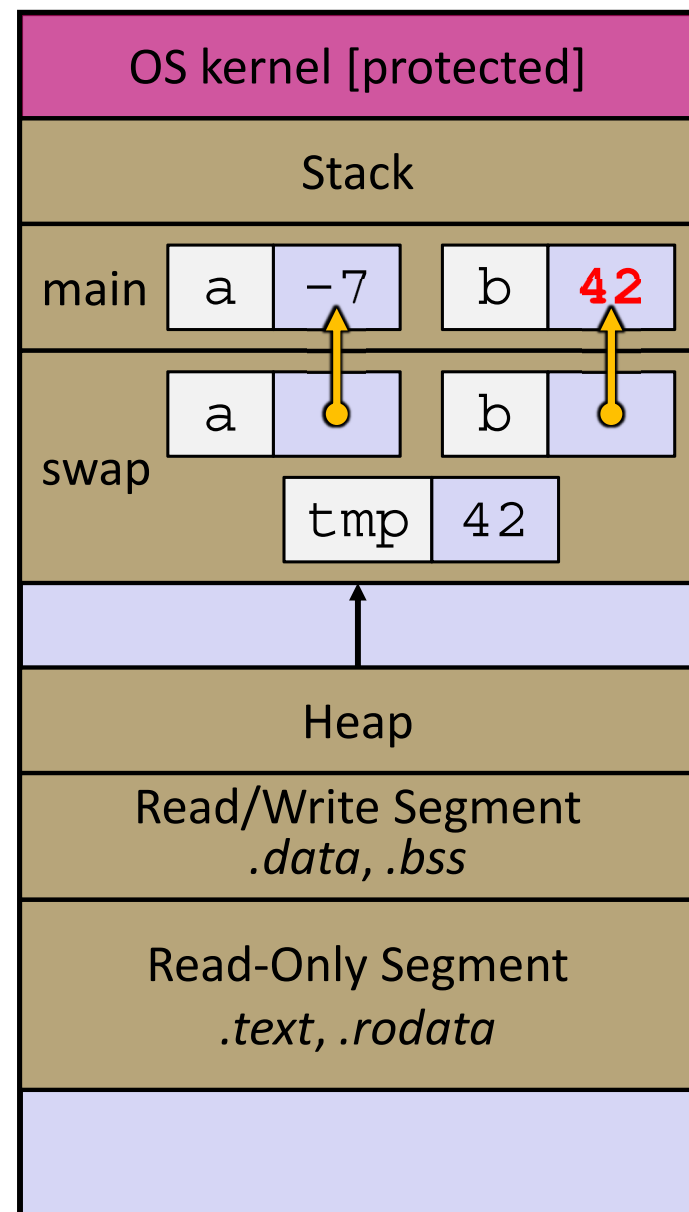 OS kernel [protected]
Stack
main a -7 b 42
a b
swap
tmp 42
Heap
Read/Write Segment
.data, .bss
Read-Only Segment
.text, .rodata